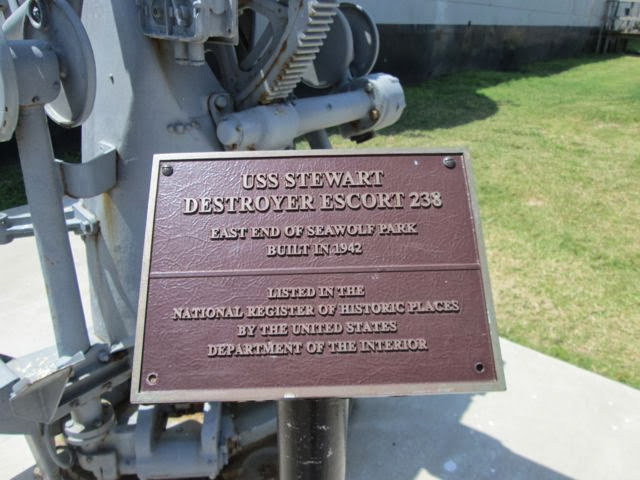 USS STEWART
DESTROYER ESCORT 238
EAST END OF SEAWOLF PARK
BUILT IN 1942
LISTED IN THE
NATIONAL REGISTER OF HISTORIC PLACES
BY THE UNITED STATES
DEPARTMENT OF THE INTERIOR